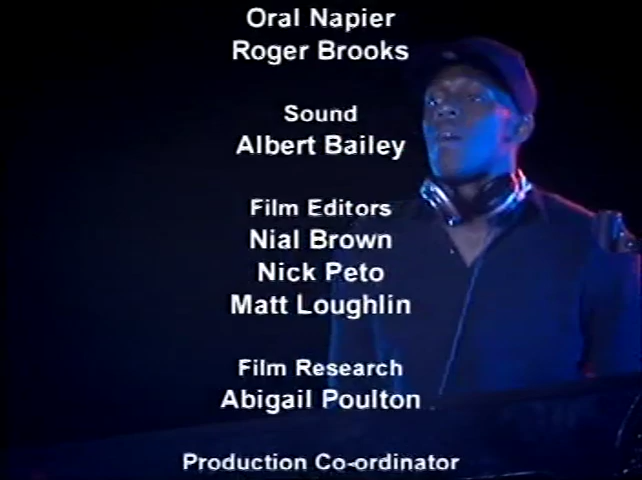 Oral Napier
Roger Brooks
Sound
Albert Bailey
Film Editors
Nial Brown
Nick Peto
Matt Loughlin
Film Research
Abigail Poulton
Production Co-ordinator